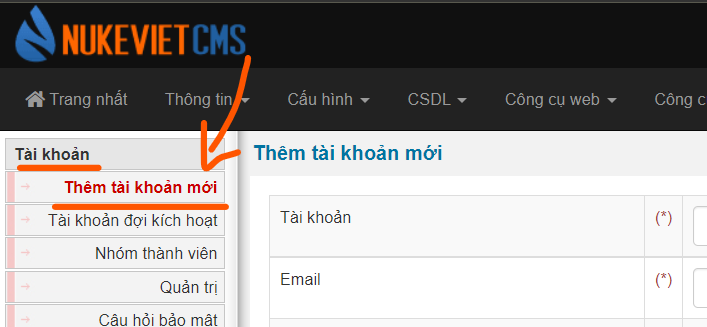 NUKEVIETCMS
Trang nhất Thông tin Cấu hình CSDL Công cụ web Công c
Tài khoản
Thêm tài khoản mới
Tài khoản đợi kích hoạt
Nhóm thành viên
Quản trị
Câu hỏi bảo mật
Thêm tài khoản mới
Tài khoản (*)
Email (*)